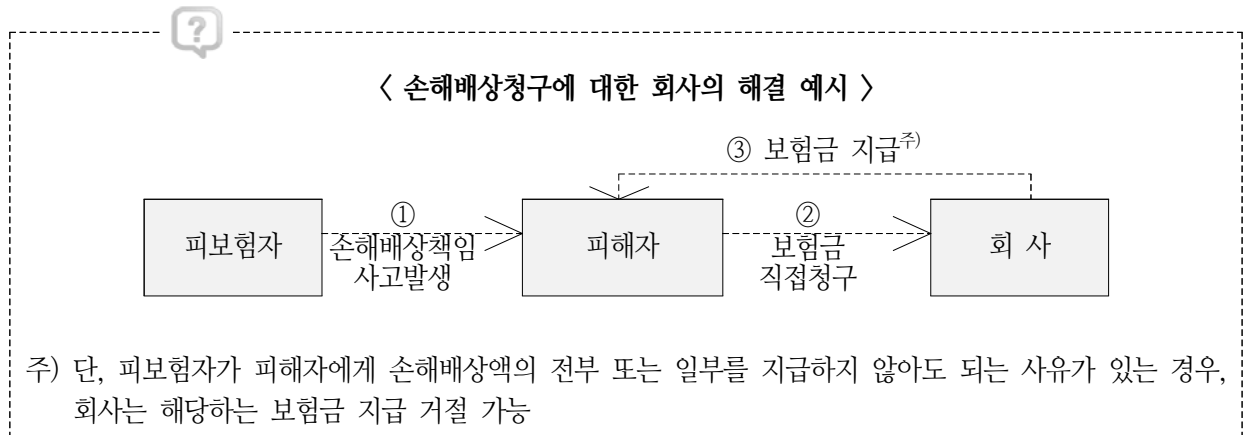 ?
〈 손해배상청구에 대한 회사의 해결 예시 〉
③ 보험금 지급주)
피보험자
①
손해배상책임
사고발생
피해자
②
보험금
직접청구
회 사
주) 단, 피보험자가 피해자에게 손해배상액의 전부 또는 일부를 지급하지 않아도 되는 사유가 있는 경우,
회사는 해당하는 보험금 지급 거절 가능